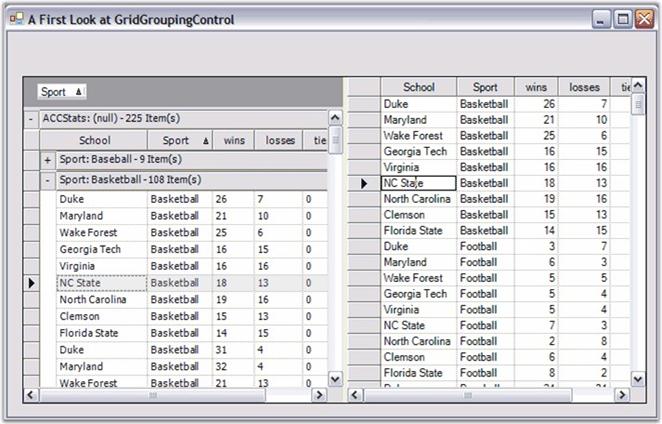 A First Look at GridGroupingControl
Sport
ACCStats: (null) - 225 Item(s)
School Sport wins losses tie
Sport: Baseball - 9 Item(s)
Sport: Basketball - 108 Item(s)
Duke Basketball 26 7 0
Maryland Basketball 21 10 0
Wake Forest Basketball 25 6 0
Georgia Tech Basketball 16 15 0
Virginia Basketball 16 16 0
NC State Basketball 18 13 0
North Carolina Basketball 19 16 0
Clemson Basketball 15 13 0
Florida State Basketball 14 15 0
Duke Basketball 31 4 0
Maryland Basketball 32 4 0
Wake Forest Basketball 21 13 0
School Sport wins losses tie
Duke Basketball 26 7
Maryland Basketball 21 10
Wake Forest Basketball 25 6
Georgia Tech Basketball 16 15
Virginia Basketball 16 16
NC State Basketball 18 13
North Carolina Basketball 19 16
Clemson Basketball 15 13
Florida State Basketball 14 15
Duke Football 3 7
Maryland Football 6 3
Wake Forest Football 5 5
Georgia Tech Football 5 4
Virginia Football 5 4
NC State Football 7 3
North Carolina Football 2 8
Clemson Football 6 4
Florida State Football 8 2